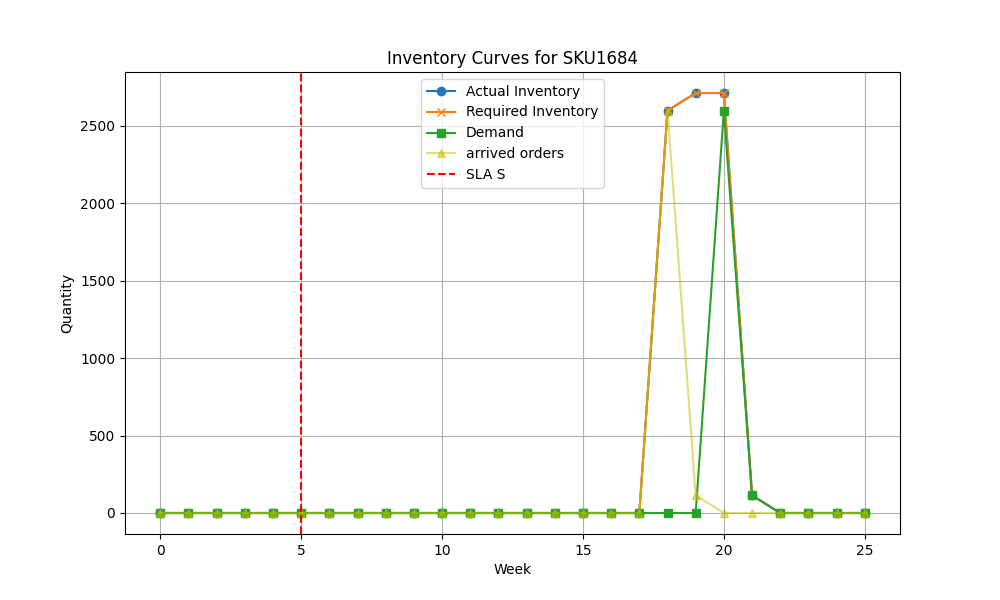 Inventory Curves for SKU1684
Actual Inventory
Required Inventory
Demand
arrived orders
SLA S
Quantity
2500
2000
1500
1000
500
0
0 5 10 15 20 25
Week